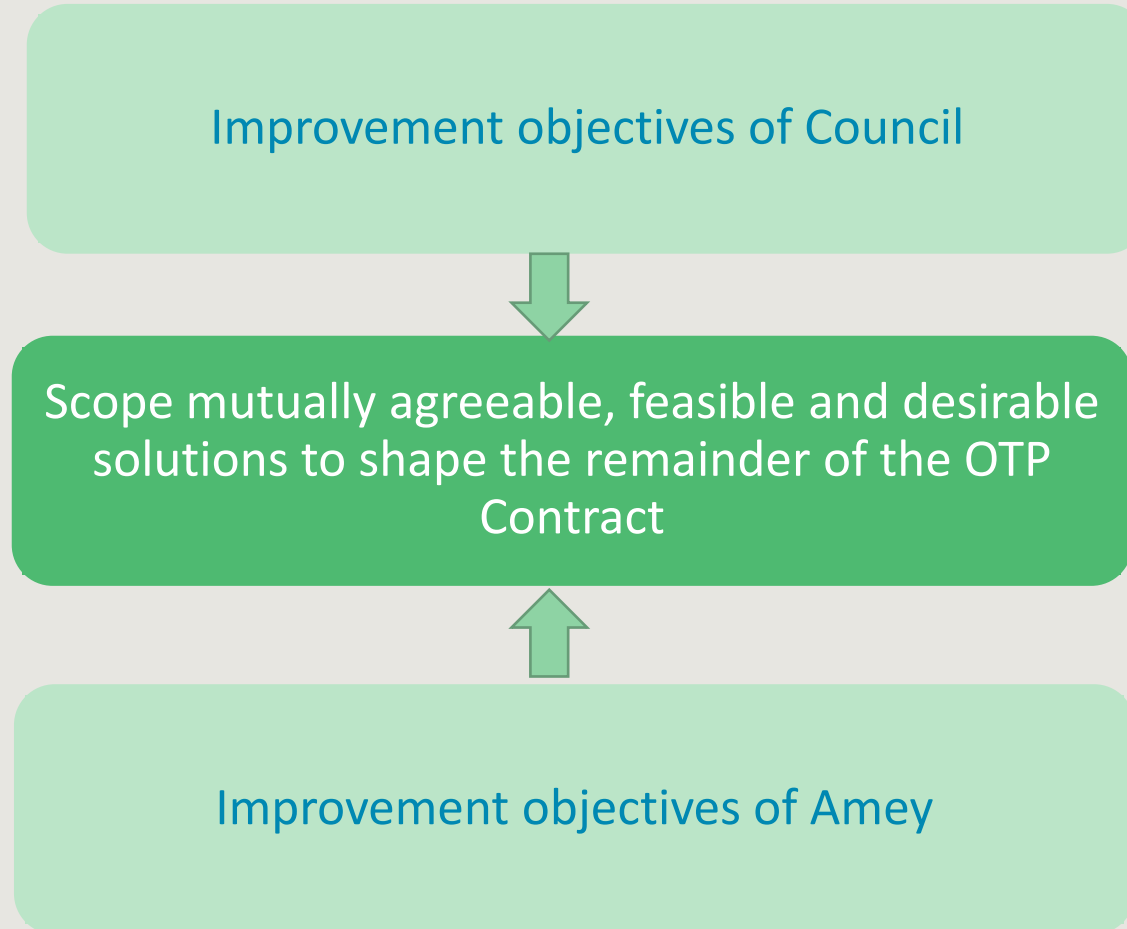 Improvement objectives of Council
Scope mutually agreeable, feasible and desirable
solutions to shape the remainder of the OTP
Contract
Improvement objectives of Amey